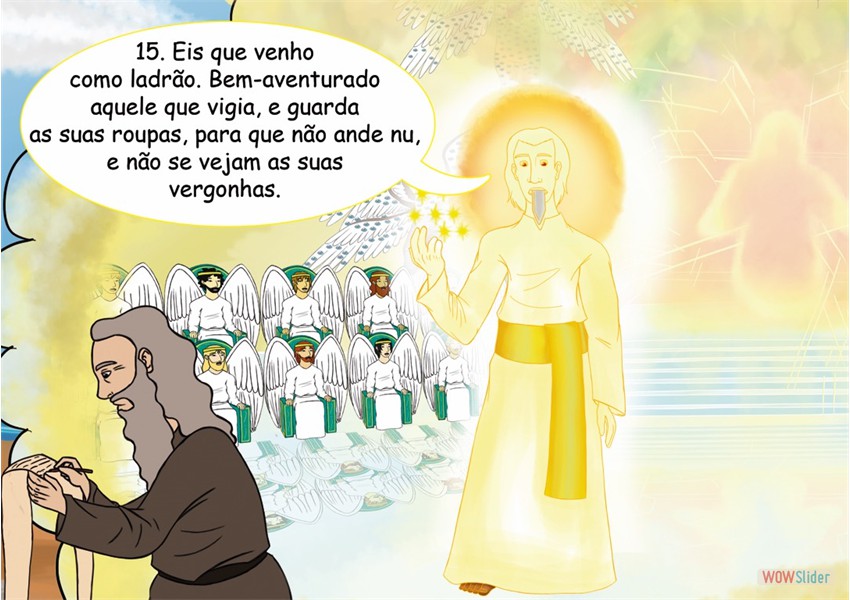 15. Eis que venho
como ladrão. Bem-aventurado
aquele que vigia, e guarda
as suas roupas, para que não ande nu,
e não se vejam as suas
vergonhas.
WOWSlider